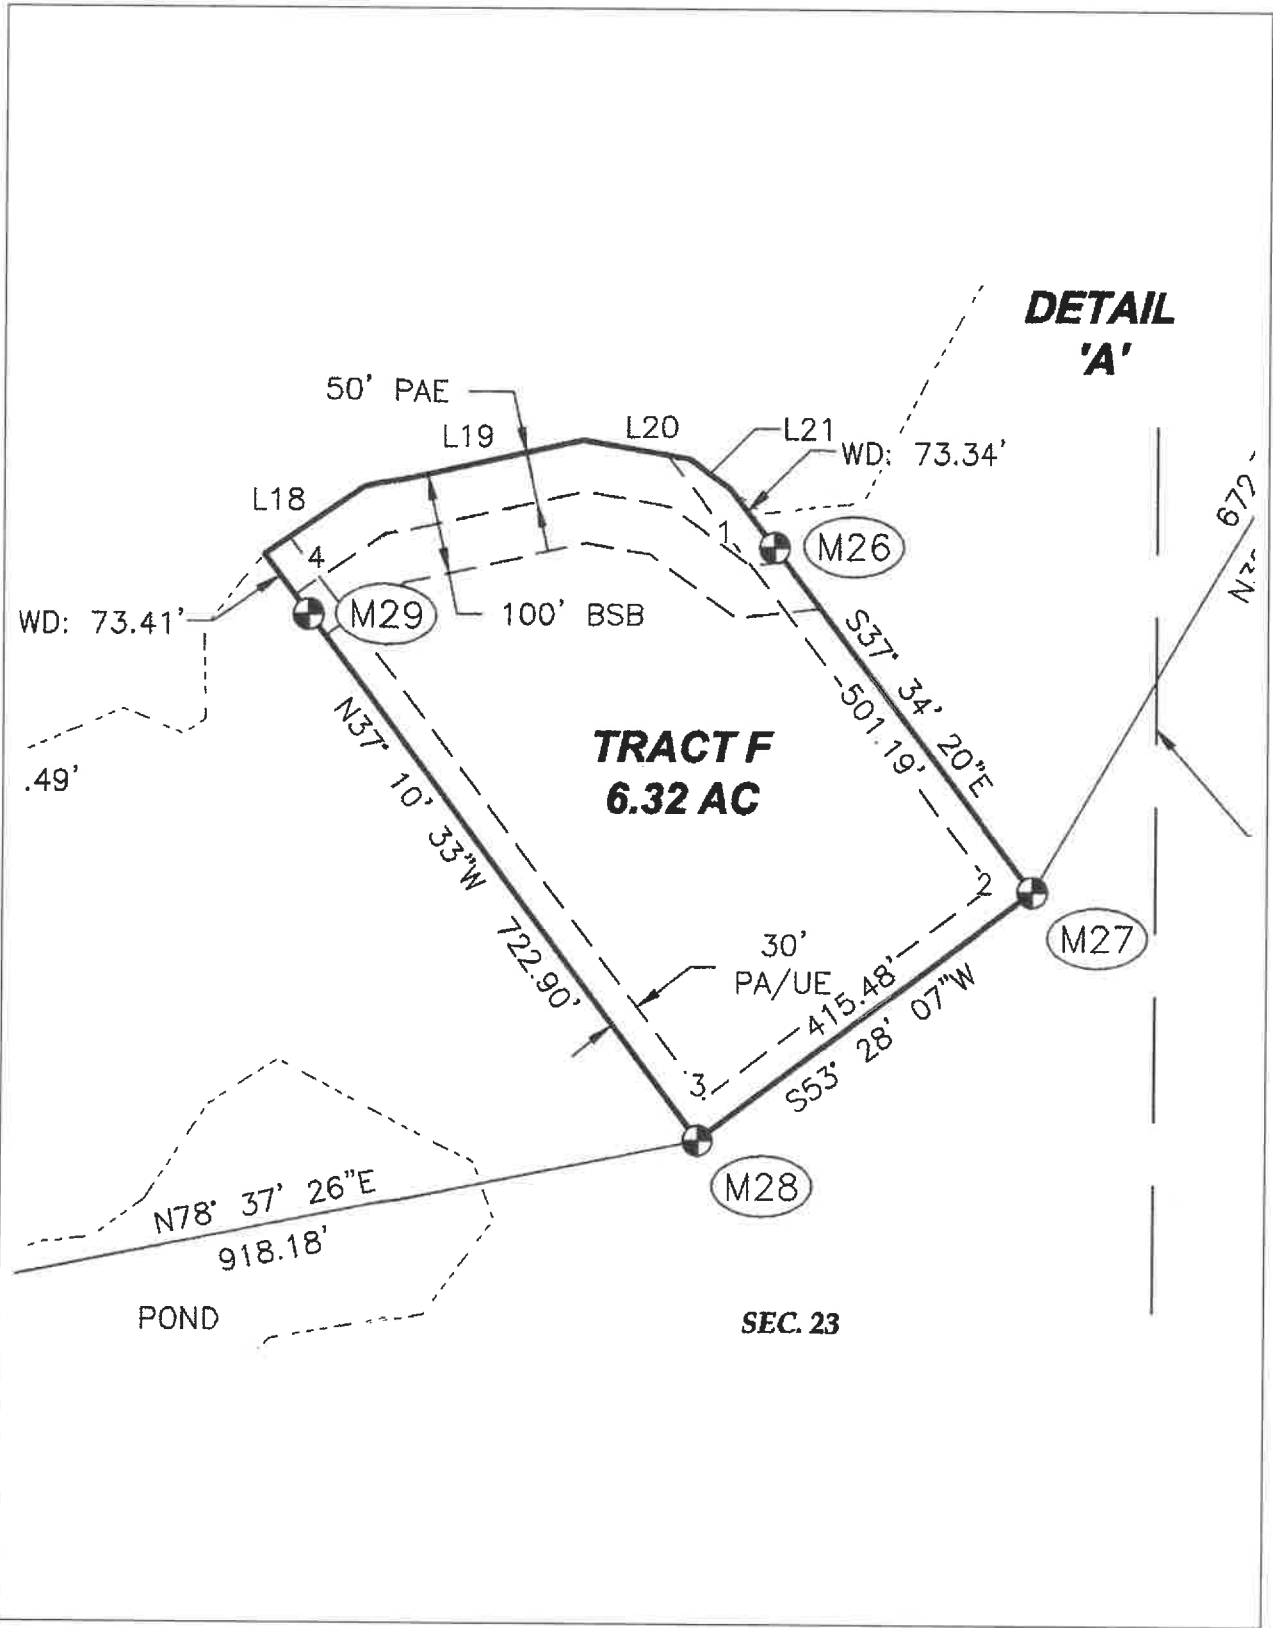 DETAIL
'A'
50' PAE
L19
L20
L21
WD: 73.34'
L18
4
1
M26
672
WD: 73.41'
M29
100' BSB
S37° 34' 20"E
501.19'
.49'
TRACT F
6.32 AC
N37° 10' 33"W 722.90'
2
M27
30'
PA/UE
415.48'
S53° 28' 07"W
3
M28
N78° 37' 26"E
918.18'
POND
SEC. 23